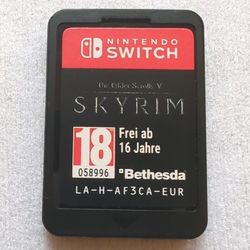 NINTENDO
SWITCH
The Elder Scrolls V
SKYRIM
18
058996
Frei ab
16 Jahre
Bethesda
LA-H-AF3CA-EUR